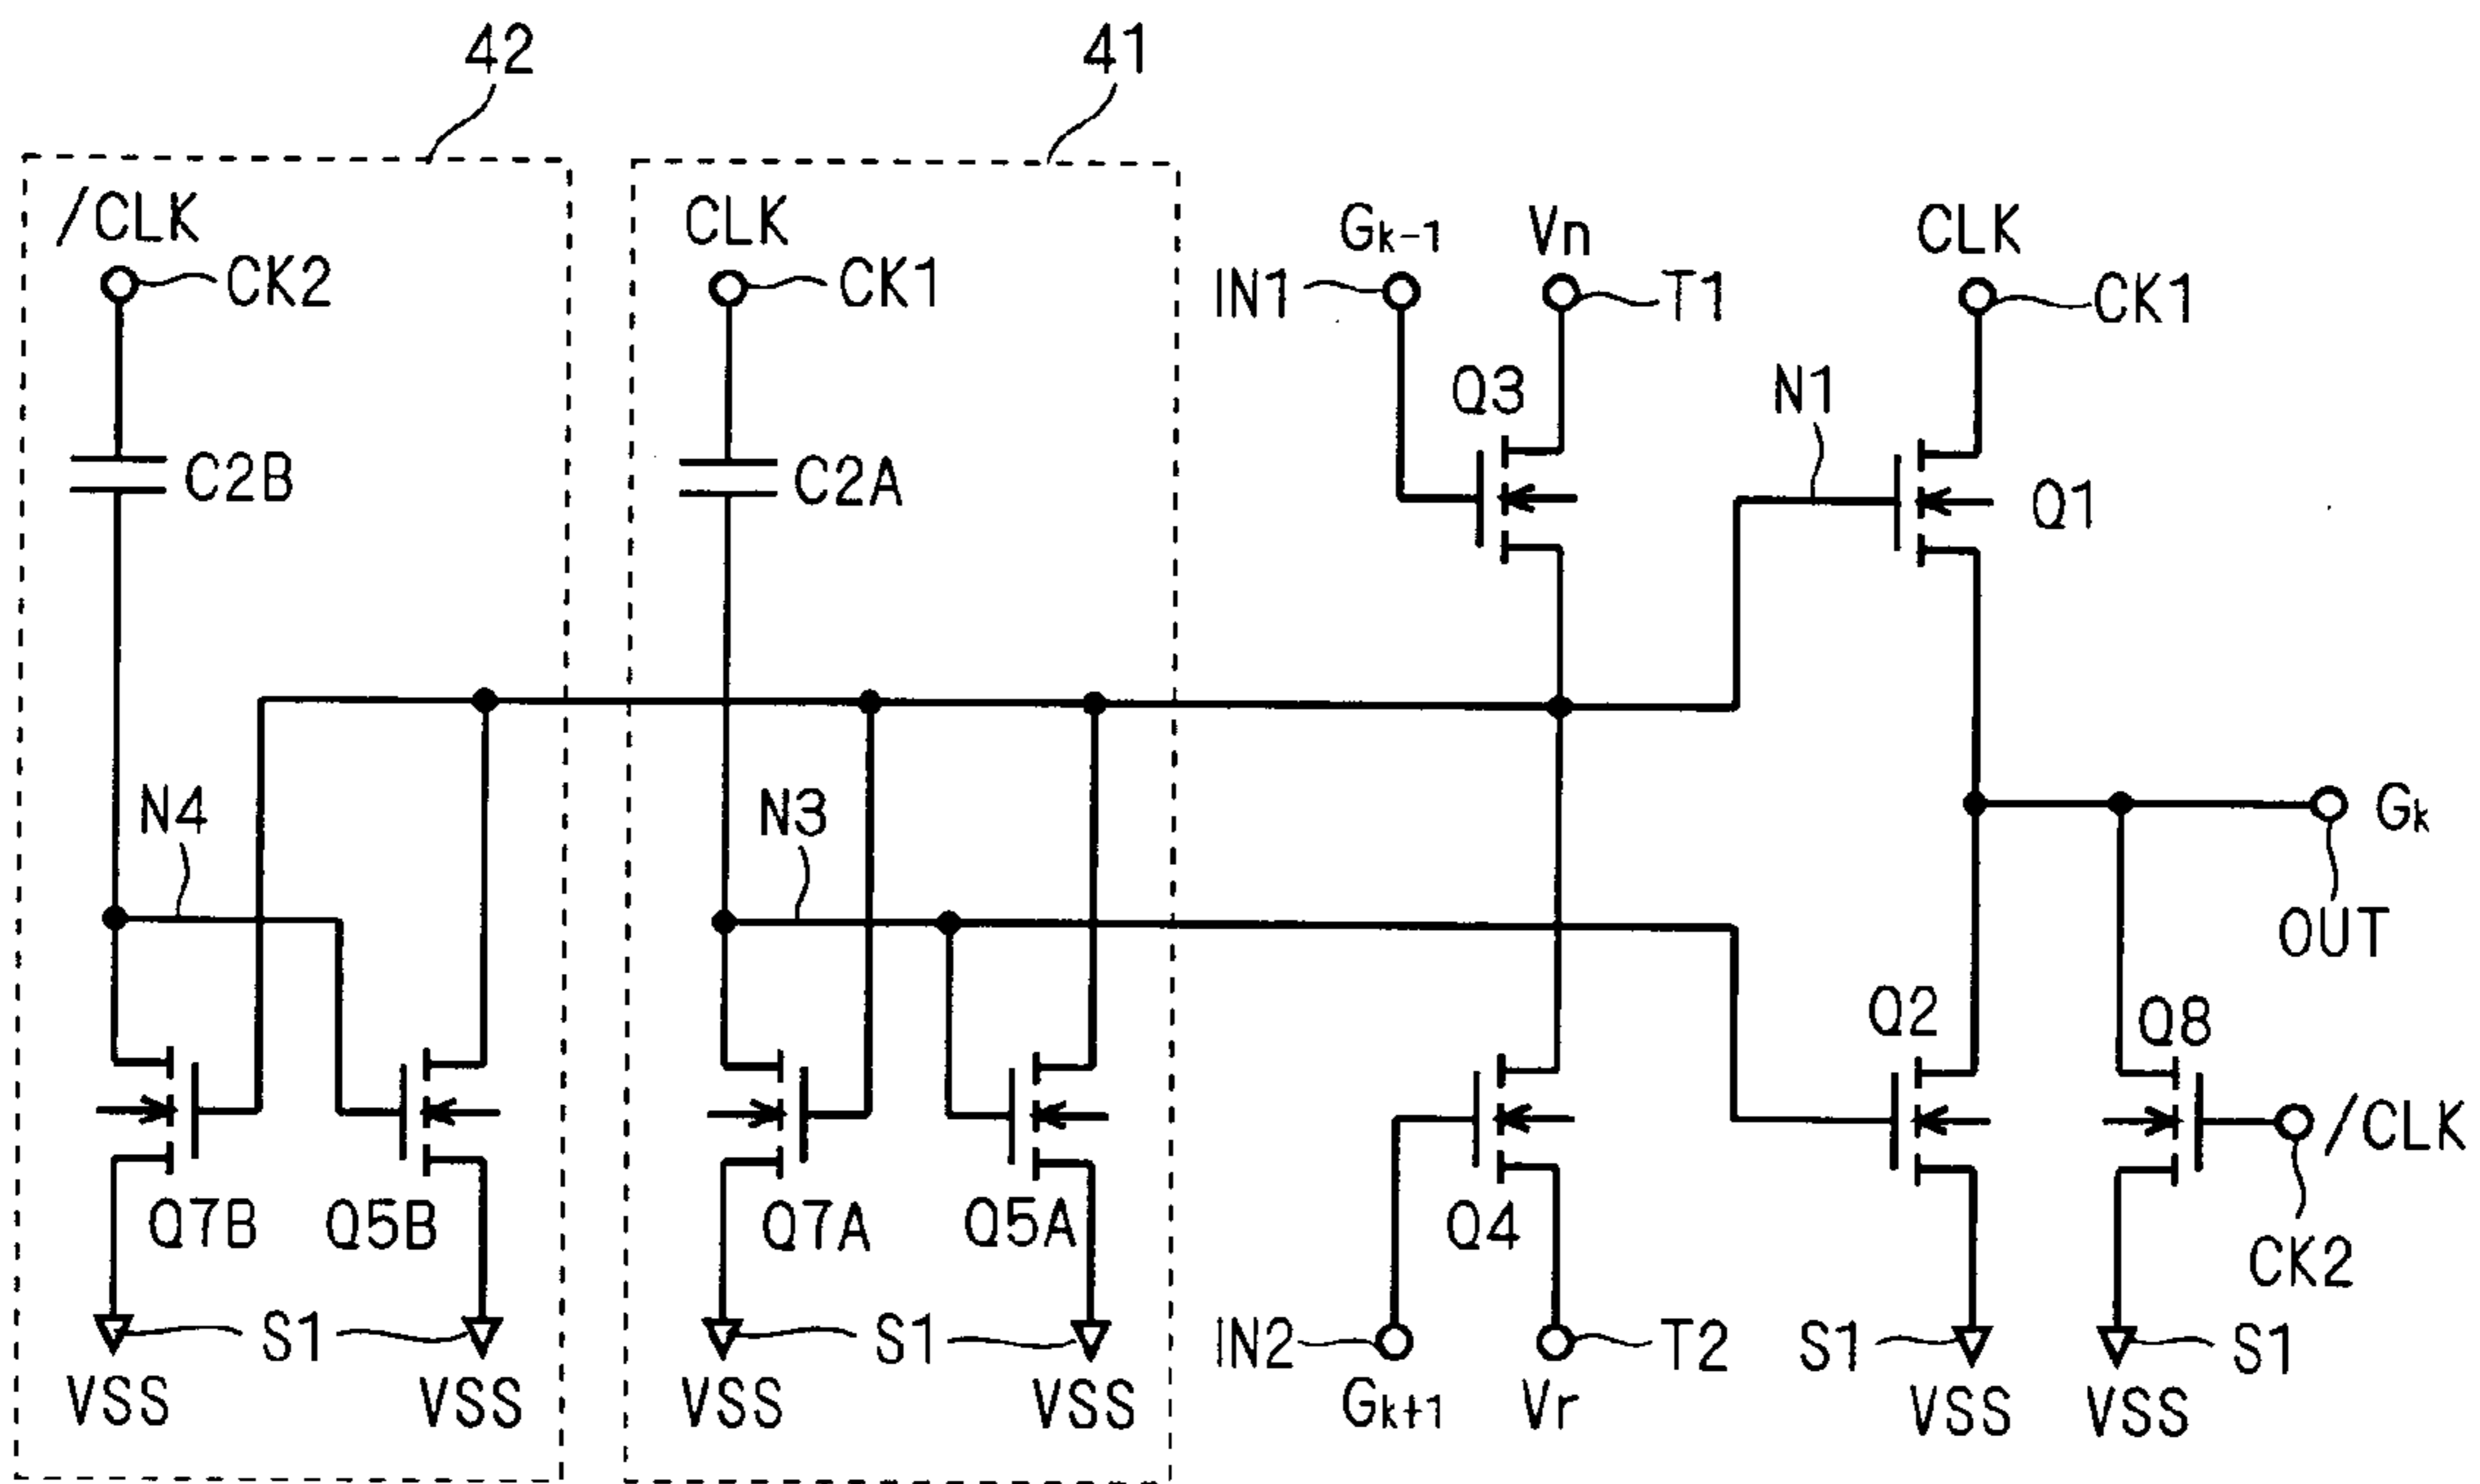 42
41
/CLK
CK2
C2B
N4
Q7B
Q5B
S1
VSS
VSS
CLK
CK1
C2A
N3
Q7A
Q5A
S1
VSS
VSS
Gk-1
IN1
Vn
T1
Q3
N1
CLK
CK1
Q1
Gk
OUT
Q4
IN2
Gk+1
T2
Vr
Q2
S1
VSS
Q8
/CLK
CK2
S1
VSS